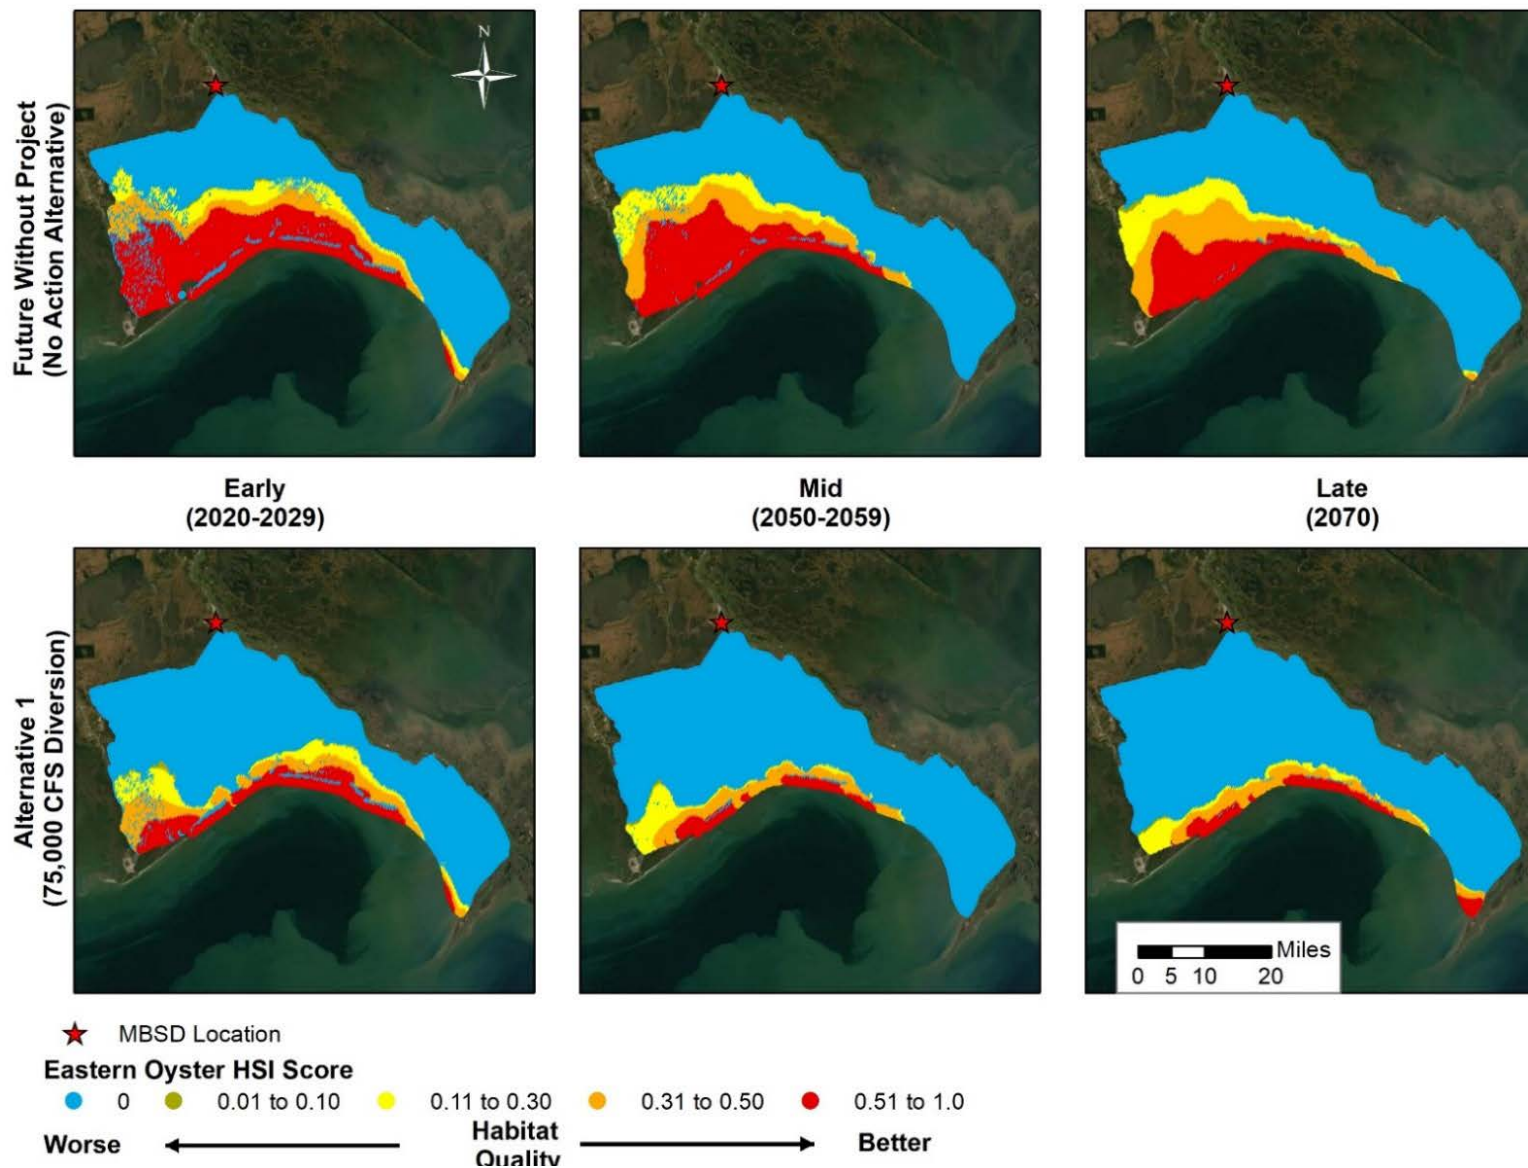 N
Future Without Project
(No Action Alternative)
Early
(2020-2029)
Mid
(2050-2059)
Late
(2070)
Alternative 1
(75,000 CFS Diversion)
Miles
0 5 10 20
MBSD Location
Eastern Oyster HSI Score
0 0.01 to 0.10 0.11 to 0.30 0.31 to 0.50 0.51 to 1.0
Worse Habitat Better
Quality